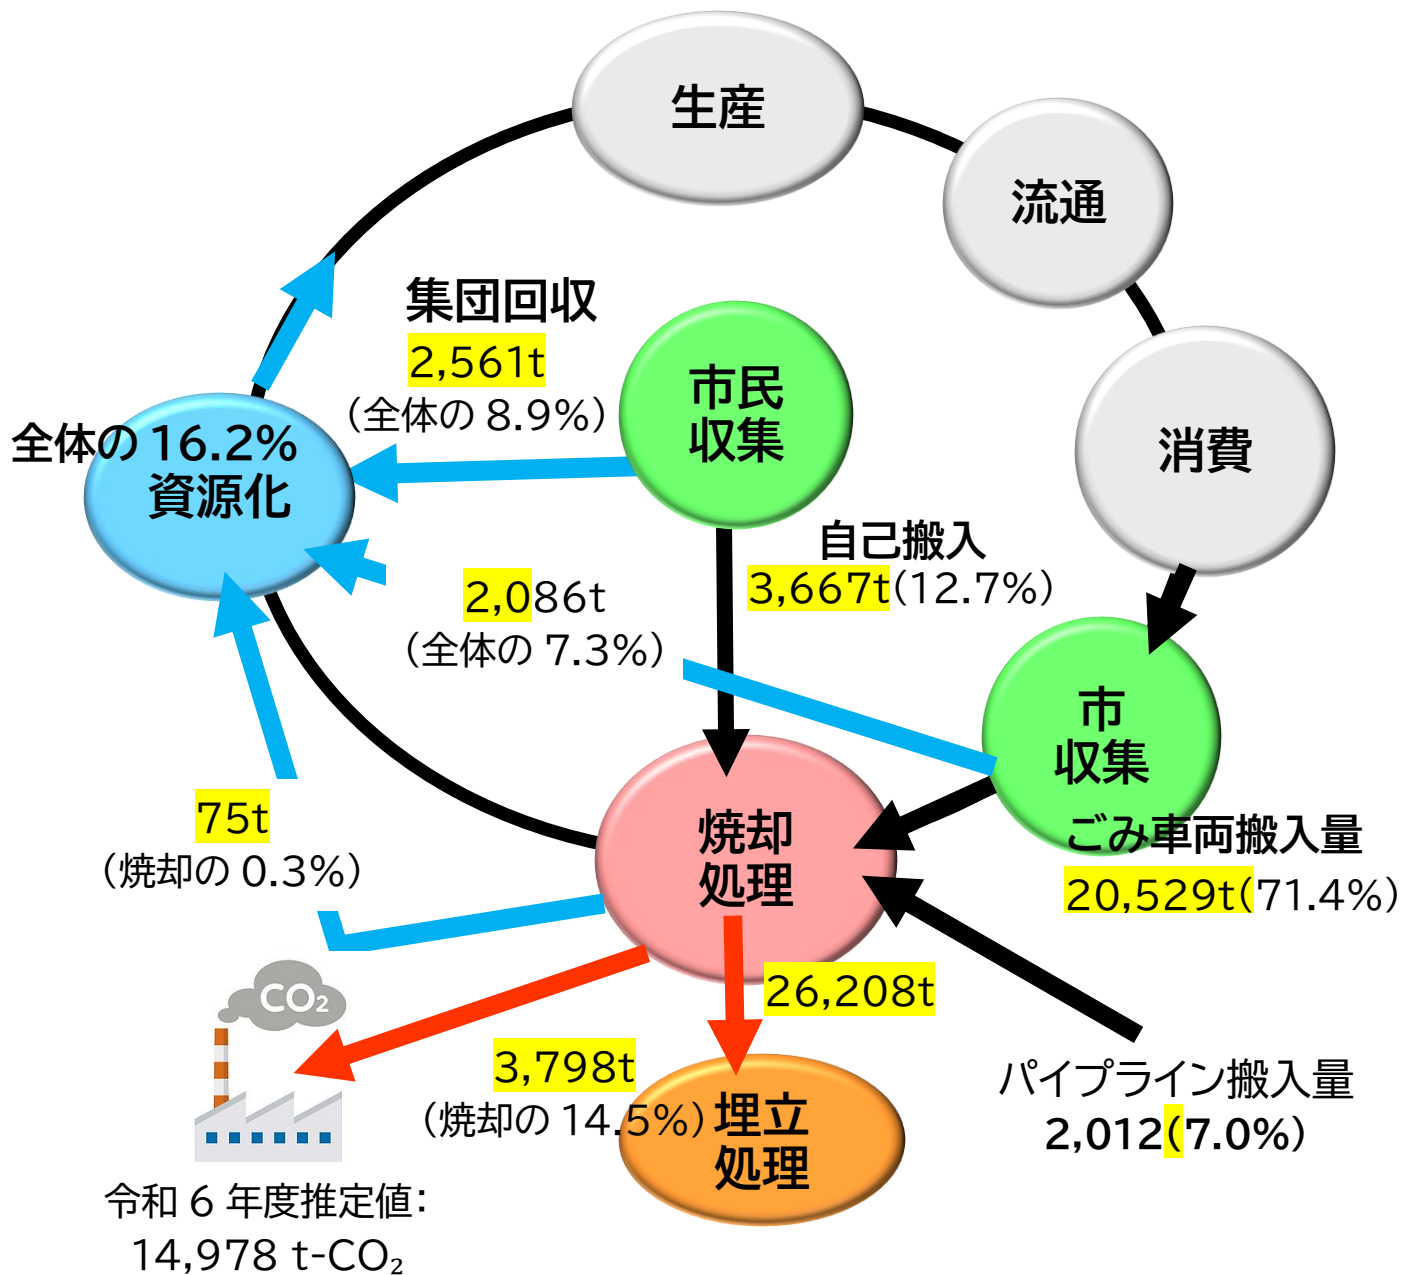 生産
流通
集団回収
2,561t
（全体の 8.9%）
市民
収集
全体の 16.2%
資源化
消費
自己搬入
3,667t（12.7%）
2,086t
（全体の 7.3%）
市
収集
75t
（焼却の 0.3%）
焼却
処理
ごみ車両搬入量
20,529t（71.4%）
CO₂
26,208t
3,798t
（焼却の 14.5%）
埋立
処理
パイプライン搬入量
2,012（7.0%）
令和 6 年度推定値：
14,978 t-CO₂